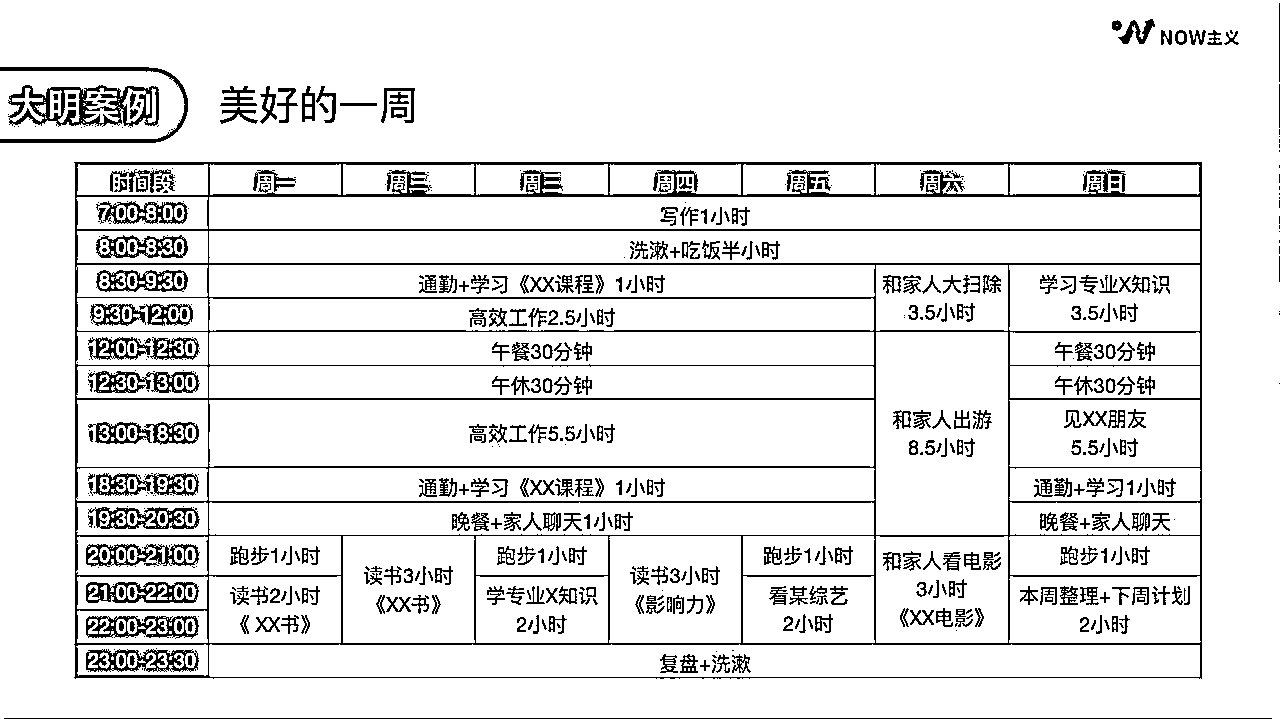 NOW主义
大明案例
美好的一周
时间段 周一 周二 周三 周四 周五 周六 周日
7:00-8:00 写作1小时
8:00-8:30 洗漱+吃饭半小时
8:30-9:30 通勤+学习《XX课程》1小时 和家人大扫除 学习专业X知识
9:30-12:00 高效工作2.5小时 3.5小时 3.5小时
12:00-12:30 午餐30分钟 午餐30分钟
12:30-13:00 午休30分钟 午休30分钟
13:00-18:30 高效工作5.5小时 和家人出游 见XX朋友
8.5小时 5.5小时
18:30-19:30 通勤+学习《XX课程》1小时 通勤+学习1小时
19:30-20:30 晚餐+家人聊天1小时 晚餐+家人聊天
20:00-21:00 跑步1小时 读书3小时 跑步1小时 读书3小时 跑步1小时 和家人看电影 跑步1小时
21:00-22:00 读书2小时 《XX书》 学专业X知识 《影响力》 看某综艺 3小时 本周整理+下周计划
22:00-23:00 《 XX书》 2小时 2小时 《XX电影》 2小时
23:00-23:30 复盘+洗漱